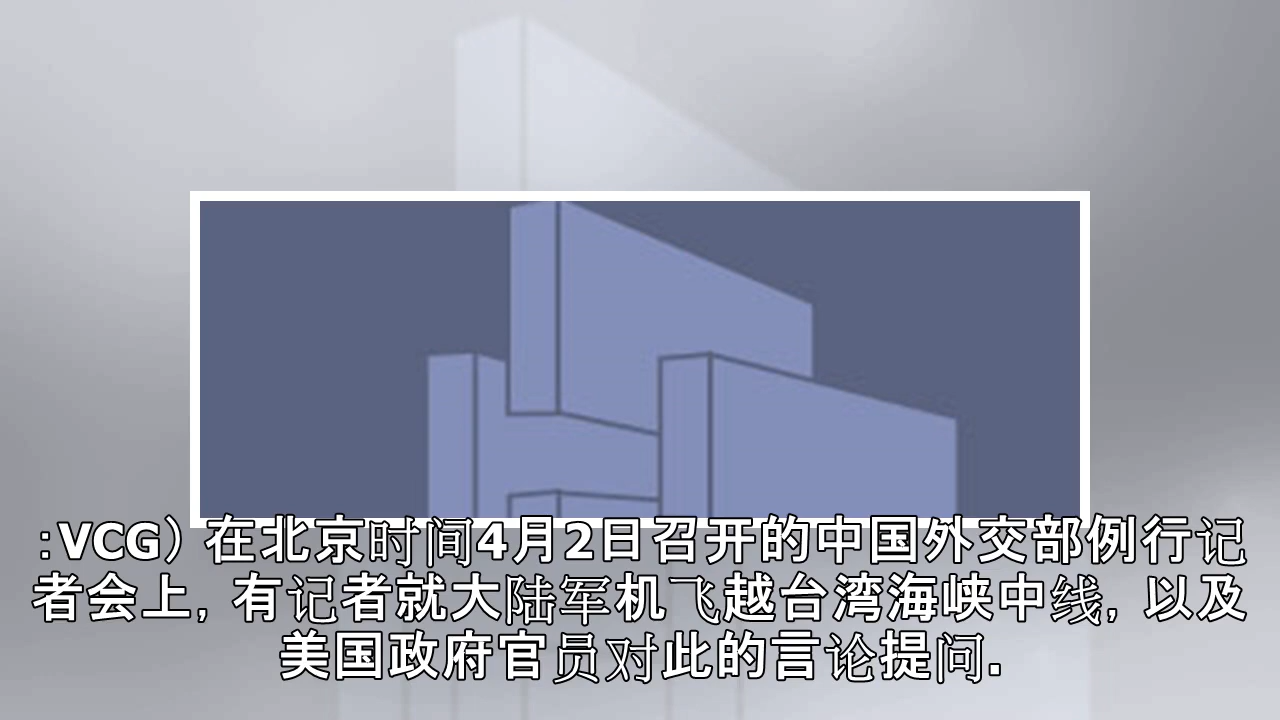 :VCG）在北京时间4月2日召开的中国外交部例行记
者会上, 有记者就大陆军机飞越台湾海峡中线, 以及
美国政府官员对此的言论提问.